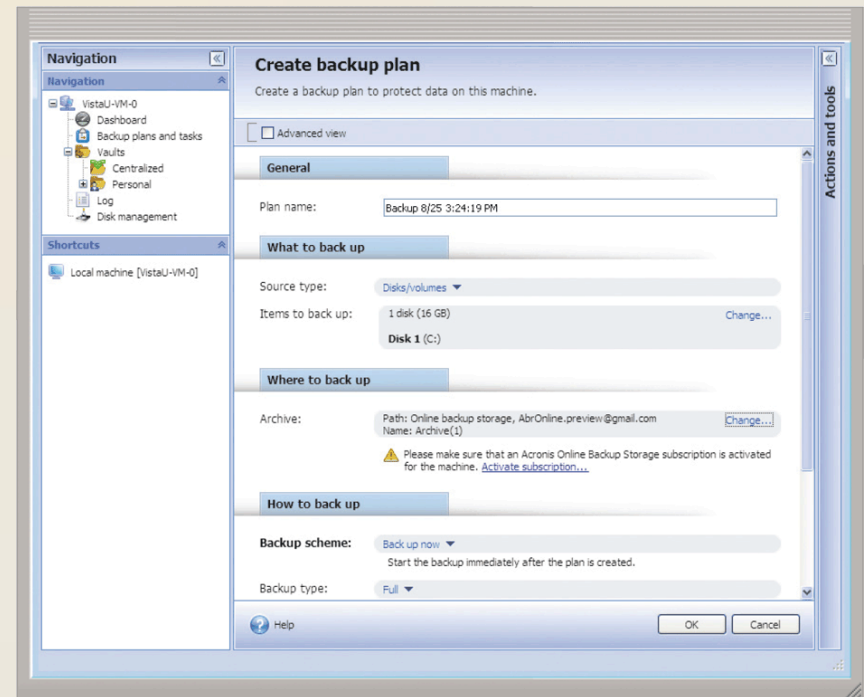 Navigation
Navigation
VistaU-VM-0
Dashboard
Backup plans and tasks
Vaults
Centralized
Personal
Log
Disk management
Shortcuts
Local machine [VistaU-VM-0]
Create backup plan
Create a backup plan to protect data on this machine.
Advanced view
General
Plan name: Backup 8/25 3:24:19 PM
What to back up
Source type: Disks/volumes
Items to back up: 1 disk (16 GB) Change...
Disk 1 (C:)
Where to back up
Archive: Path: Online backup storage, AbrOnline.preview@gmail.com Change...
Name: Archive(1)
Please make sure that an Acronis Online Backup Storage subscription is activated
for the machine. Activate subscription...
How to back up
Backup scheme: Back up now
Start the backup immediately after the plan is created.
Backup type: Full
Help OK Cancel
Actions and tools